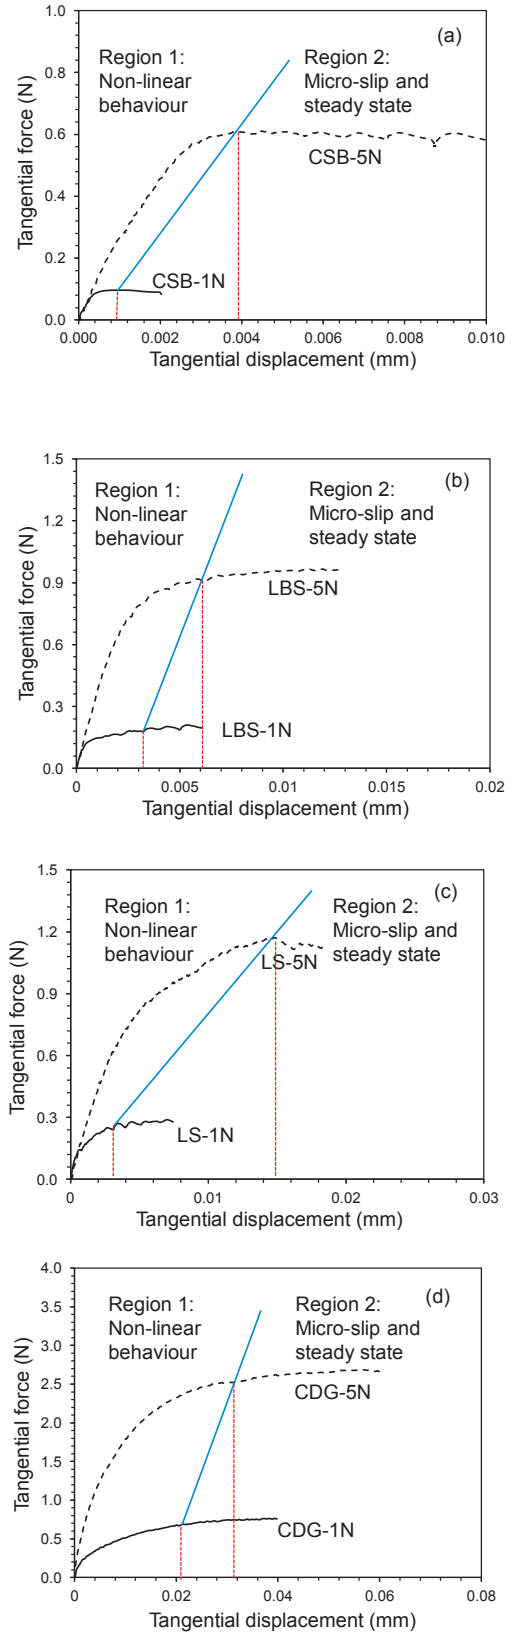 (a)
Region 1:
Non-linear
behaviour
Region 2:
Micro-slip and
steady state
CSB-5N
CSB-1N
Tangential force (N)
1.0
0.8
0.6
0.4
0.2
0.0
0.000 0.002 0.004 0.006 0.008 0.010
Tangential displacement (mm)
(b)
Region 1:
Non-linear
behaviour
Region 2:
Micro-slip and
steady state
LBS-5N
LBS-1N
Tangential force (N)
1.5
1.2
0.9
0.6
0.3
0.0
0 0.005 0.01 0.015 0.02
Tangential displacement (mm)
(c)
Region 1:
Non-linear
behaviour
Region 2:
Micro-slip and
steady state
LS-5N
LS-1N
Tangential force (N)
1.5
1.2
0.9
0.6
0.3
0.0
0 0.01 0.02 0.03
Tangential displacement (mm)
(d)
Region 1:
Non-linear
behaviour
Region 2:
Micro-slip and
steady state
CDG-5N
CDG-1N
Tangential force (N)
4.0
3.5
3.0
2.5
2.0
1.5
1.0
0.5
0.0
0 0.02 0.04 0.06 0.08
Tangential displacement (mm)